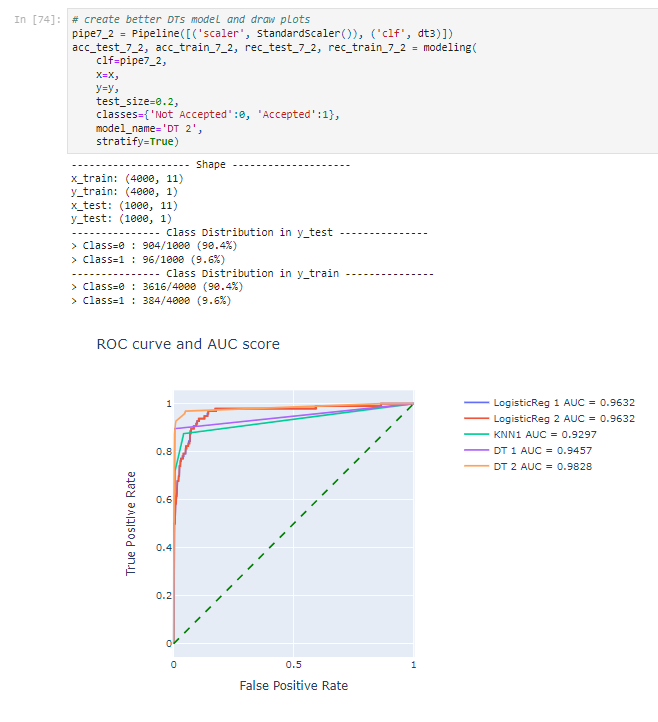 In [74]:
# create better DTs model and draw plots
pipe7_2 = Pipeline([('scaler', StandardScaler()), ('clf', dt3)])
acc_test_7_2, acc_train_7_2, rec_test_7_2, rec_train_7_2 = modeling(
    clf=pipe7_2,
    x=x,
    y=y,
    test_size=0.2,
    classes={'Not Accepted':0, 'Accepted':1},
    model_name='DT 2',
    stratify=True)
-------------------- Shape --------------------
x_train: (4000, 11)
y_train: (4000, 1)
x_test: (1000, 11)
y_test: (1000, 1)
--------------- Class Distribution in y_test ---------------
> Class=0 : 904/1000 (90.4%)
> Class=1 : 96/1000 (9.6%)
--------------- Class Distribution in y_train ---------------
> Class=0 : 3616/4000 (90.4%)
> Class=1 : 384/4000 (9.6%)
ROC curve and AUC score
LogisticReg 1 AUC = 0.9632
LogisticReg 2 AUC = 0.9632
KNN1 AUC = 0.9297
DT 1 AUC = 0.9457
DT 2 AUC = 0.9828
True Positive Rate
1
0.8
0.6
0.4
0.2
0
0
0.5
1
False Positive Rate